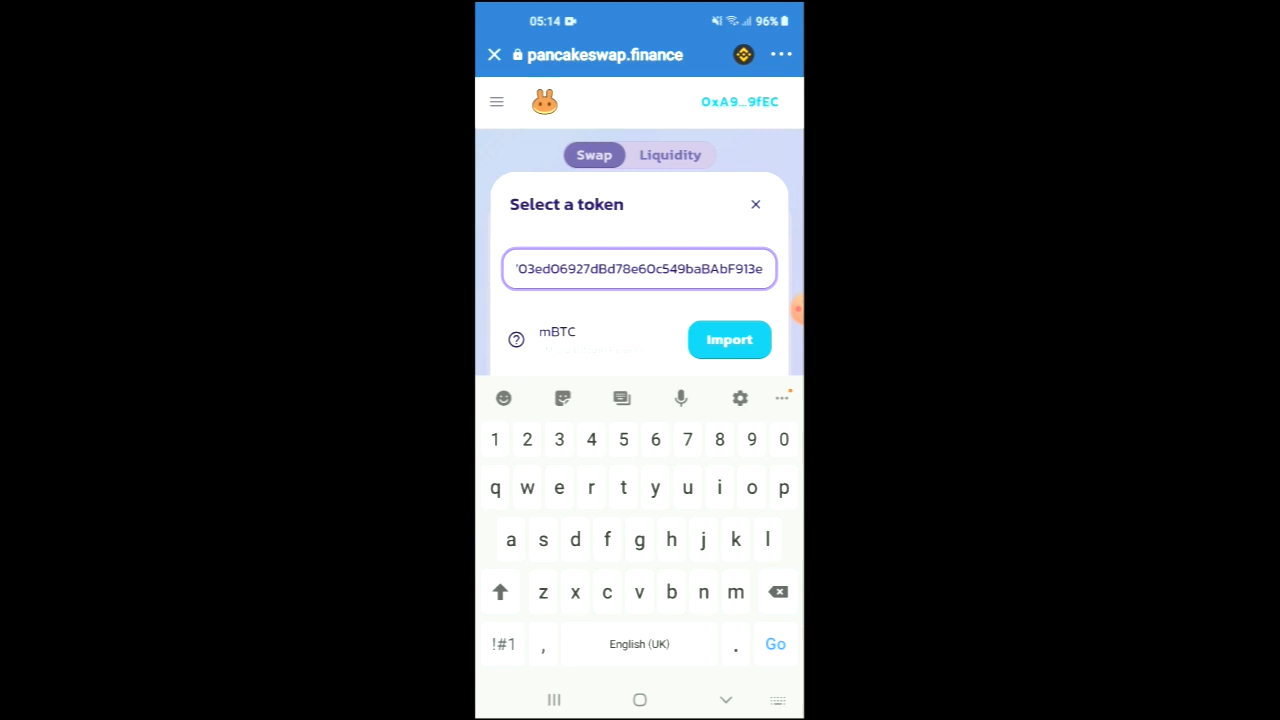 05:14 96%
pancakeswap.finance
0xA9...9fEC
Swap Liquidity
Select a token
'03ed06927dBd78e60c549baBAbF913e
mBTC
Import
1 2 3 4 5 6 7 8 9 0
q w e r t y u i o p
a s d f g h j k l
z x c v b n m
!#1 , English (UK) . Go